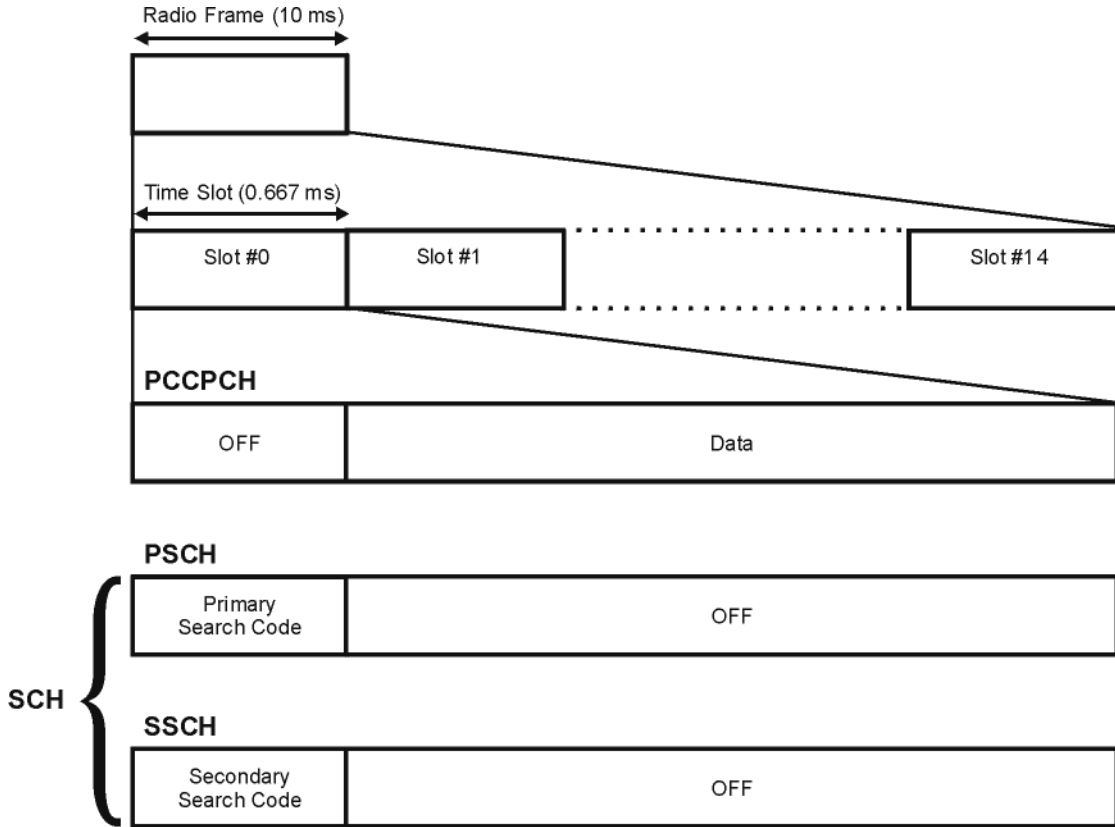 Radio Frame (10 ms)
Time Slot (0.667 ms)
Slot #0
Slot #1
Slot #14
PCCPCH
OFF
Data
PSCH
Primary
Search Code
OFF
SCH
SSCH
Secondary
Search Code
OFF